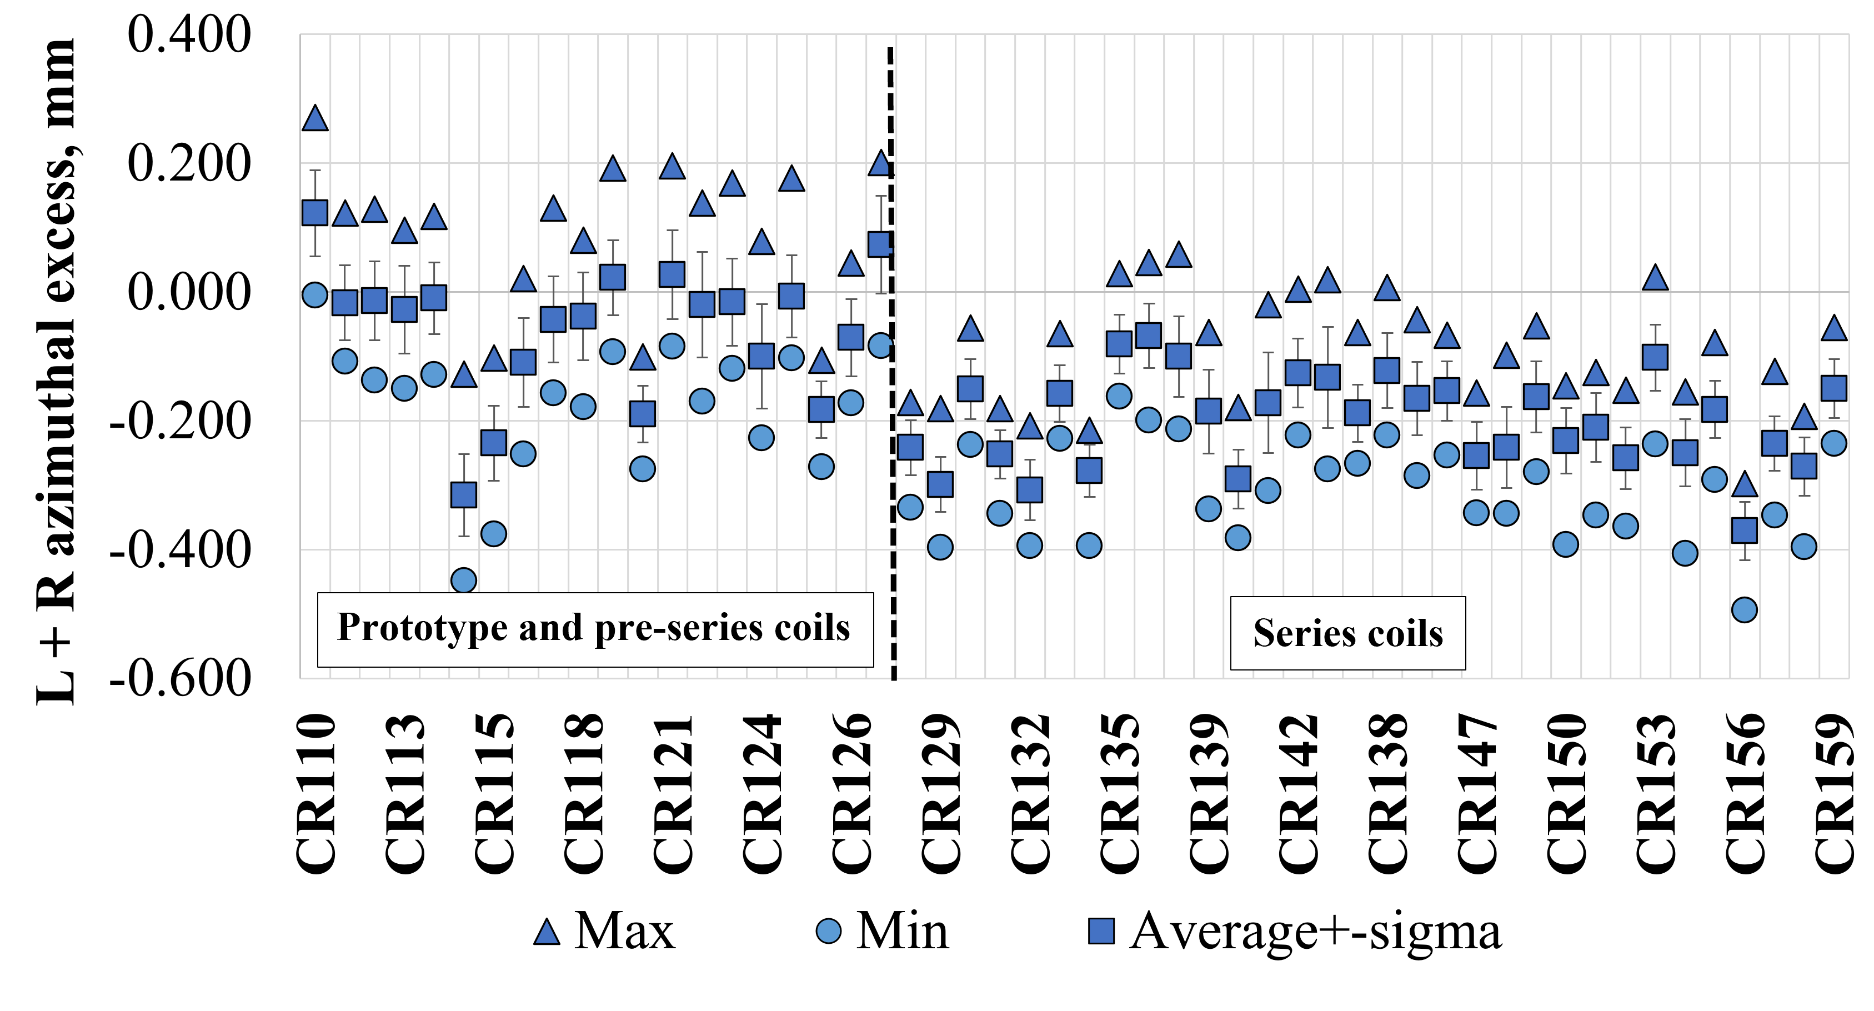 L + R azimuthal excess, mm
0.400
0.200
0.000
-0.200
-0.400
-0.600
Prototype and pre-series coils
Series coils
CR110
CR113
CR115
CR118
CR121
CR124
CR126
CR129
CR132
CR135
CR139
CR142
CR138
CR147
CR150
CR153
CR156
CR159
Max
Min
Average+-sigma